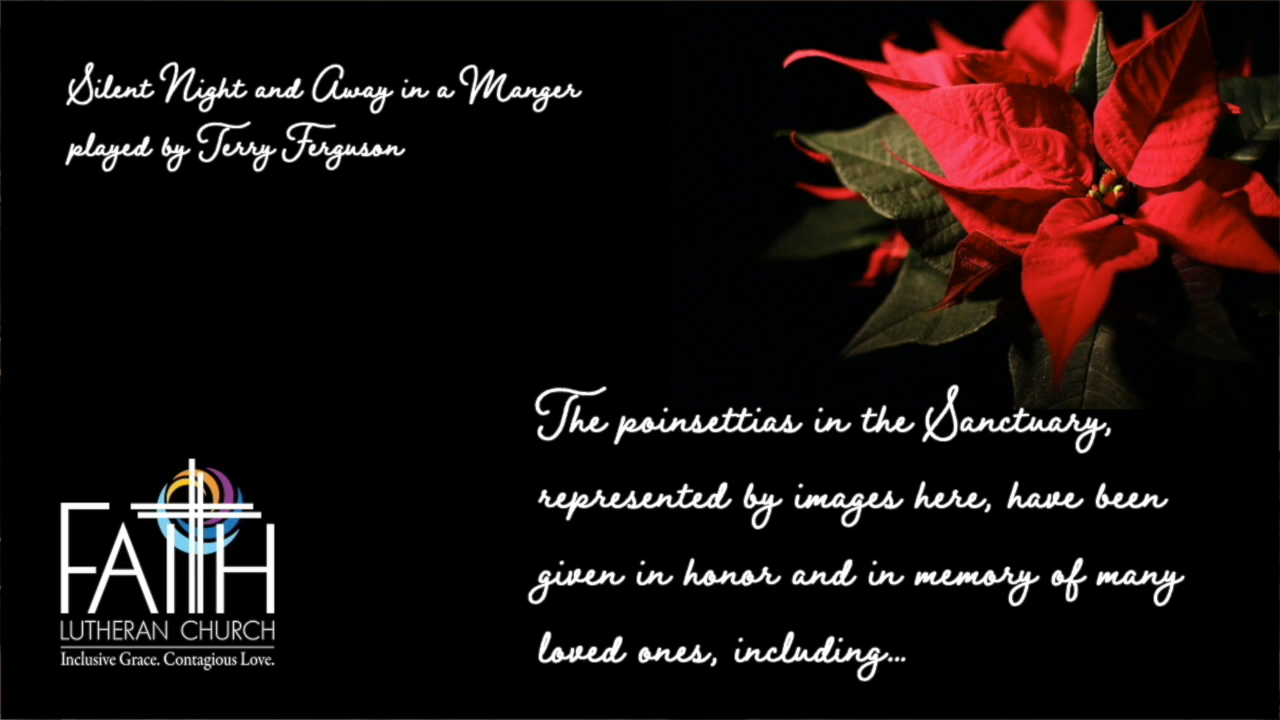 Silent Night and Away in a Manger
played by Terry Ferguson
The poinsettias in the Sanctuary,
represented by images here, have been
given in honor and in memory of many
loved ones, including...
FAITH
LUTHERAN CHURCH
Inclusive Grace. Contagious Love.